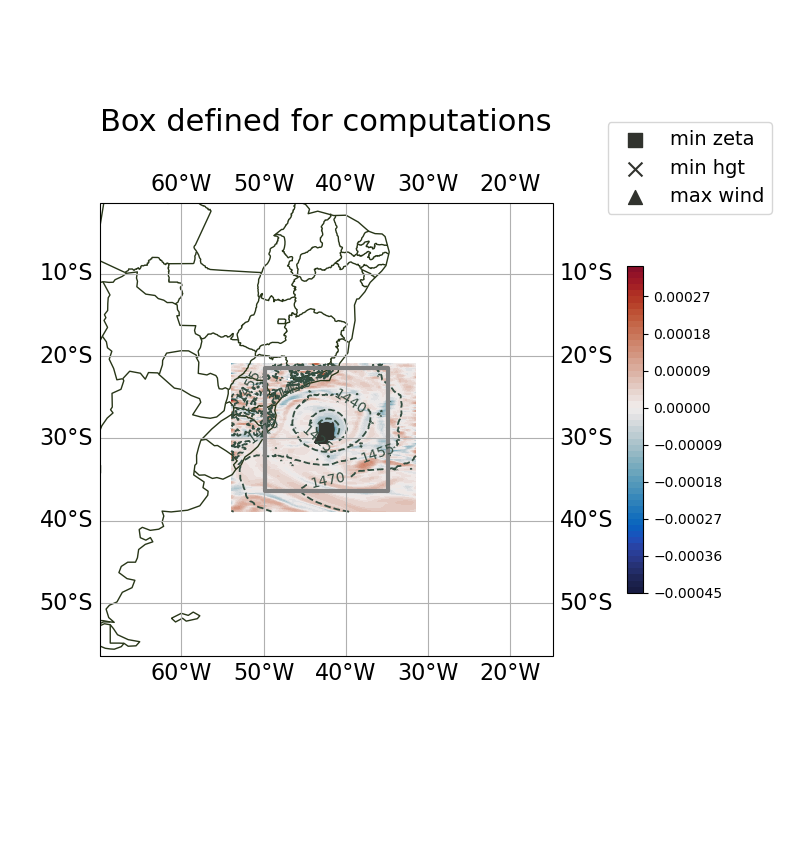 Box defined for computations
min zeta
min hgt
max wind
60°W 50°W 40°W 30°W 20°W
10°S 10°S
20°S 20°S
30°S 30°S
40°S 40°S
50°S 50°S
1440
1455
1470
60°W 50°W 40°W 30°W 20°W
0.00027
0.00018
0.00009
0.00000
−0.00009
−0.00018
−0.00027
−0.00036
−0.00045